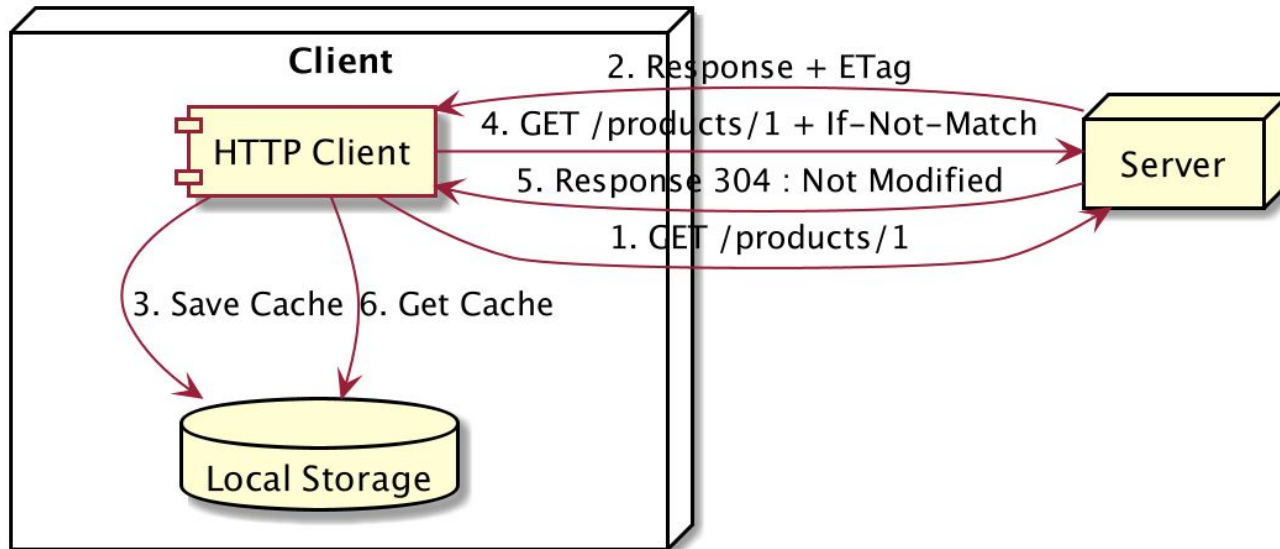 Client
2. Response + ETag
4. GET /products/1 + If-Not-Match
HTTP Client
Server
5. Response 304 : Not Modified
1. GET /products/1
3. Save Cache
6. Get Cache
Local Storage